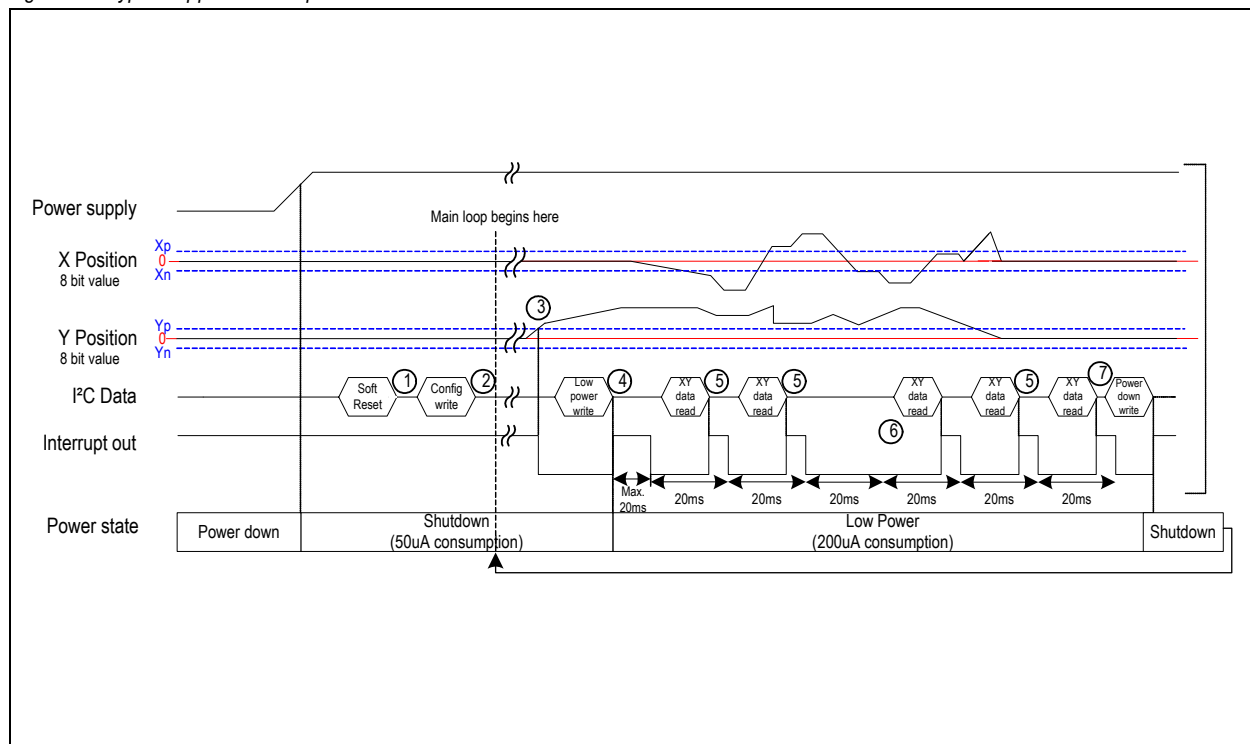 Power supply
Main loop begins here
X Position
8 bit value
Xp
0
Xn
3
Y Position
8 bit value
Yp
0
Yn
I²C Data
Soft
Reset
1
Config
write
2
Low
power
write
4
XY
data
read
5
XY
data
read
5
XY
data
read
XY
data
read
5
XY
data
read
7
Power
down
write
Interrupt out
6
Max.
20ms
20ms
20ms
20ms
20ms
20ms
20ms
Power state
Power down
Shutdown
(50uA consumption)
Low Power
(200uA consumption)
Shutdown